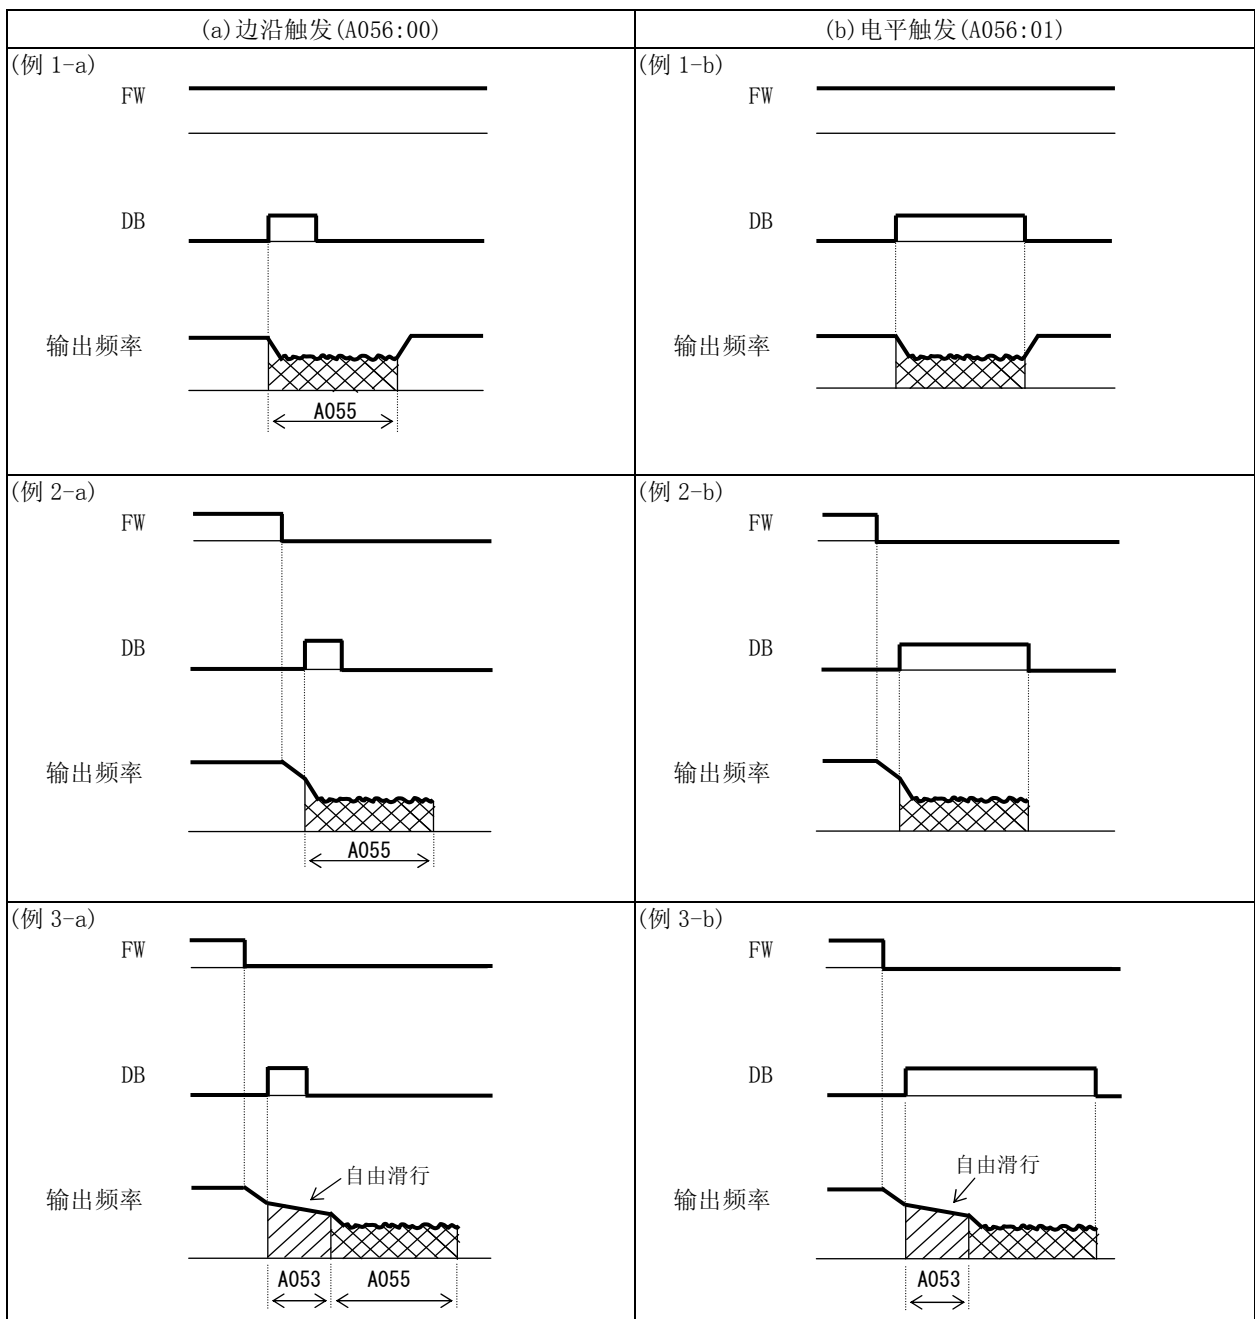 (a)边沿触发(A056:00)
(b)电平触发(A056:01)
(例 1-a)
FW
DB
输出频率
A055
(例 1-b)
FW
DB
输出频率
(例 2-a)
FW
DB
输出频率
A055
(例 2-b)
FW
DB
输出频率
(例 3-a)
FW
DB
自由滑行
输出频率
A053
A055
(例 3-b)
FW
DB
自由滑行
输出频率
A053